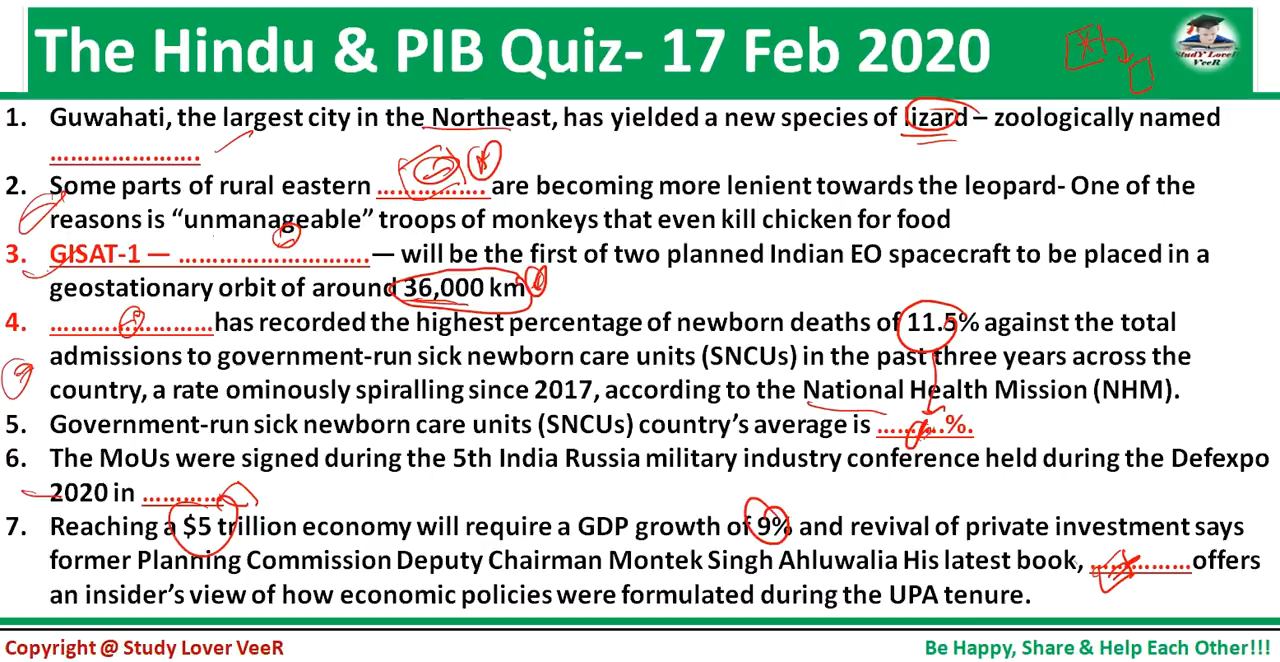 The Hindu & PIB Quiz- 17 Feb 2020
StudY Lover
VeeR
1. Guwahati, the largest city in the Northeast, has yielded a new species of lizard – zoologically named
………………….
2. Some parts of rural eastern ……………. are becoming more lenient towards the leopard- One of the
reasons is “unmanageable” troops of monkeys that even kill chicken for food
3. GISAT-1 — ………………………. — will be the first of two planned Indian EO spacecraft to be placed in a
geostationary orbit of around 36,000 km
4. ……………………has recorded the highest percentage of newborn deaths of 11.5% against the total
admissions to government-run sick newborn care units (SNCUs) in the past three years across the
country, a rate ominously spiralling since 2017, according to the National Health Mission (NHM).
5. Government-run sick newborn care units (SNCUs) country’s average is ……….%.
6. The MoUs were signed during the 5th India Russia military industry conference held during the Defexpo
2020 in …………
7. Reaching a $5 trillion economy will require a GDP growth of 9% and revival of private investment says
former Planning Commission Deputy Chairman Montek Singh Ahluwalia His latest book, ……………offers
an insider’s view of how economic policies were formulated during the UPA tenure.
Copyright @ Study Lover VeeR
Be Happy, Share & Help Each Other!!!